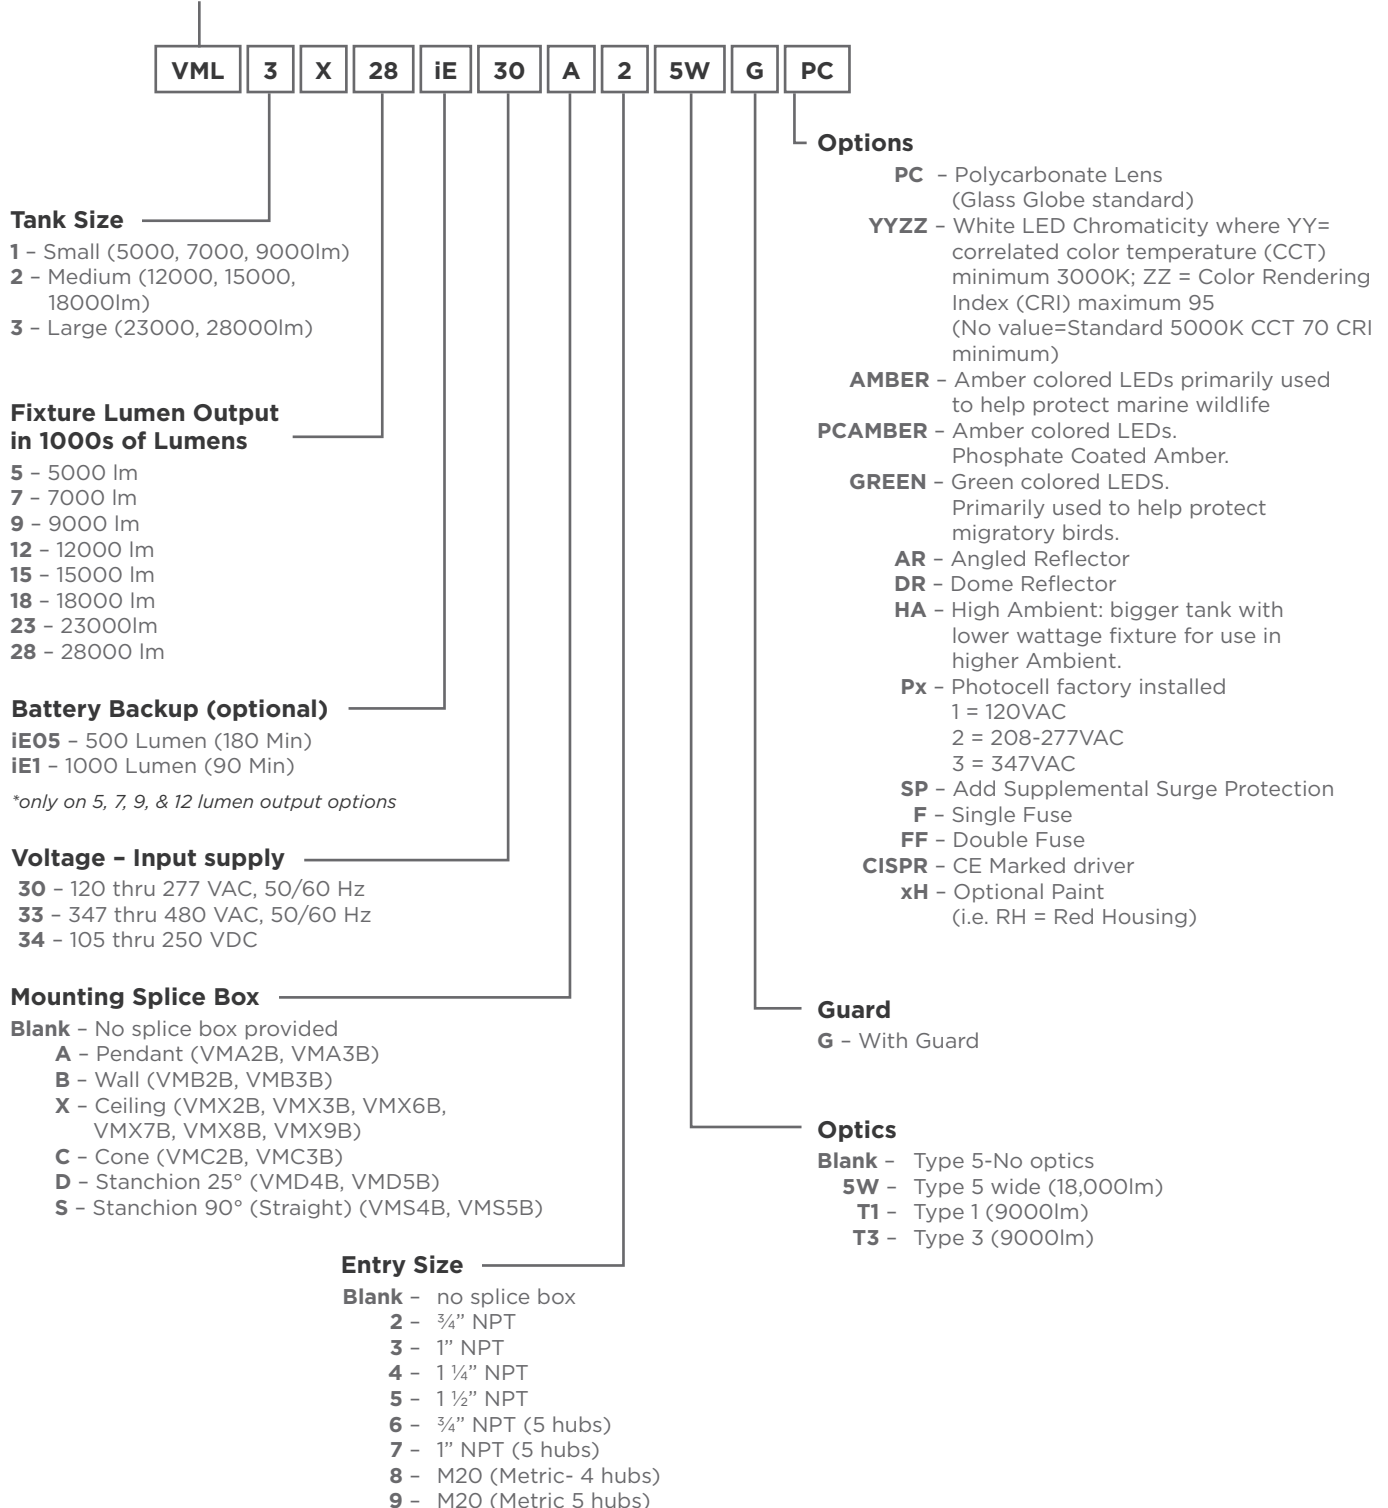 VML 3 X 28 iE 30 A 2 5W G PC
Tank Size
1 – Small (5000, 7000, 9000lm)
2 – Medium (12000, 15000,
18000lm)
3 – Large (23000, 28000lm)
Fixture Lumen Output
in 1000s of Lumens
5 – 5000 lm
7 – 7000 lm
9 – 9000 lm
12 – 12000 lm
15 – 15000 lm
18 – 18000 lm
23 – 23000lm
28 – 28000 lm
Battery Backup (optional)
iE05 – 500 Lumen (180 Min)
iE1 – 1000 Lumen (90 Min)
*only on 5, 7, 9, & 12 lumen output options
Voltage – Input supply
30 – 120 thru 277 VAC, 50/60 Hz
33 – 347 thru 480 VAC, 50/60 Hz
34 – 105 thru 250 VDC
Mounting Splice Box
Blank – No splice box provided
A – Pendant (VMA2B, VMA3B)
B – Wall (VMB2B, VMB3B)
X – Ceiling (VMX2B, VMX3B, VMX6B,
VMX7B, VMX8B, VMX9B)
C – Cone (VMC2B, VMC3B)
D – Stanchion 25° (VMD4B, VMD5B)
S – Stanchion 90° (Straight) (VMS4B, VMS5B)
Entry Size
Blank – no splice box
2 – ¾” NPT
3 – 1” NPT
4 – 1 ¼” NPT
5 – 1 ½” NPT
6 – ¾” NPT (5 hubs)
7 – 1” NPT (5 hubs)
8 – M20 (Metric- 4 hubs)
9 – M20 (Metric 5 hubs)
Options
PC – Polycarbonate Lens
(Glass Globe standard)
YYZZ – White LED Chromaticity where YY=
correlated color temperature (CCT)
minimum 3000K; ZZ = Color Rendering
Index (CRI) maximum 95
(No value=Standard 5000K CCT 70 CRI
minimum)
AMBER – Amber colored LEDs primarily used
to help protect marine wildlife
PCAMBER – Amber colored LEDs.
Phosphate Coated Amber.
GREEN – Green colored LEDS.
Primarily used to help protect
migratory birds.
AR – Angled Reflector
DR – Dome Reflector
HA – High Ambient: bigger tank with
lower wattage fixture for use in
higher Ambient.
Px – Photocell factory installed
1 = 120VAC
2 = 208-277VAC
3 = 347VAC
SP – Add Supplemental Surge Protection
F – Single Fuse
FF – Double Fuse
CISPR – CE Marked driver
xH – Optional Paint
(i.e. RH = Red Housing)
Guard
G – With Guard
Optics
Blank – Type 5-No optics
5W – Type 5 wide (18,000lm)
T1 – Type 1 (9000lm)
T3 – Type 3 (9000lm)